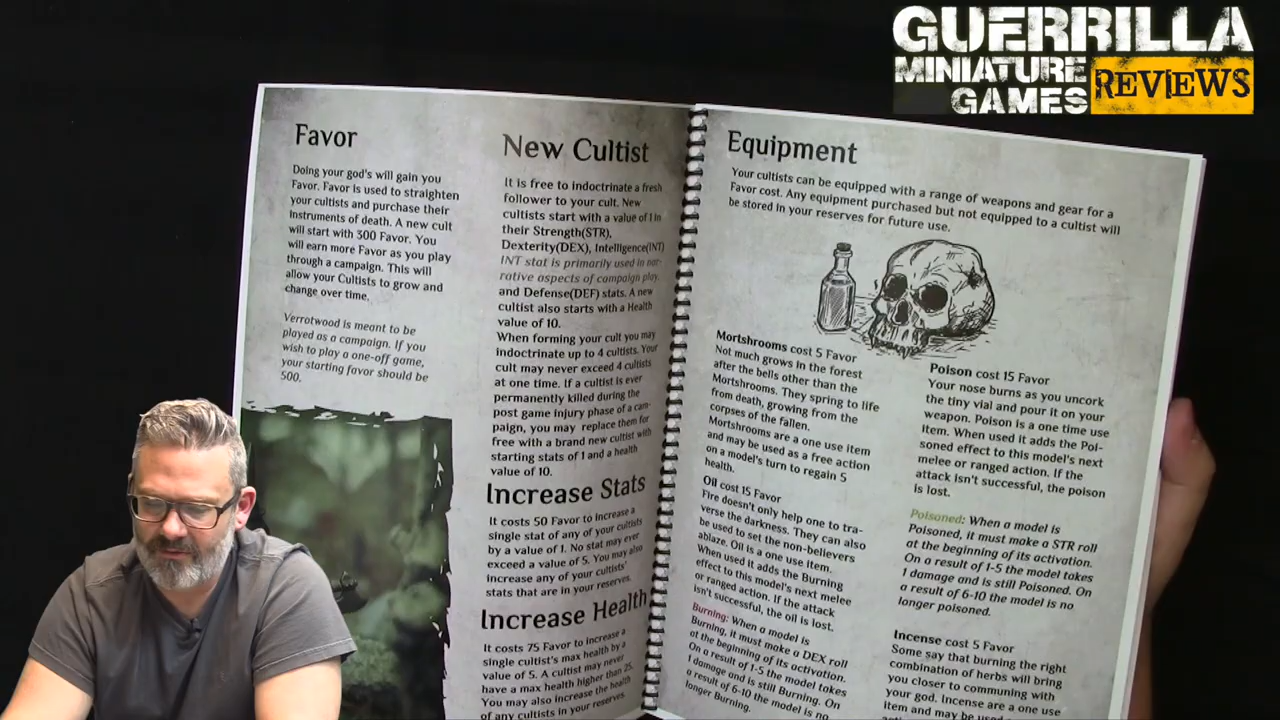 GUERRILLA
MINIATURE
GAMES
REVIEWS
Favor
Doing your god's will gain you
Favor. Favor is used to straighten
your cultists and purchase their
instruments of death. A new cult
will start with 300 Favor. You
will earn more Favor as you play
through a campaign. This will
allow your Cultists to grow and
change over time.
Verrotwood is meant to be
played as a campaign. If you
wish to play a one-off game,
your starting favor should be
500.
New Cultist
It is free to indoctrinate a fresh
follower to your cult. New
cultists start with a value of 1 in
their Strength(STR),
Dexterity(DEX), Intelligence(INT)
INT stat is primarily used in nar-
rative aspects of campaign play.
and Defense(DEF) stats. A new
cultist also starts with a Health
value of 10.
When forming your cult you may
indoctrinate up to 4 cultists. Your
cult may never exceed 4 cultists
at one time. If a cultist is ever
permanently killed during the
post game injury phase of a cam-
paign, you may replace them for
free with a brand new cultist with
starting stats of 1 and a health
value of 10.
Increase Stats
It costs 50 Favor to increase a
single stat of any of your cultists
by a value of 1. No stat may ever
exceed a value of 5. You may also
increase any of your cultists'
stats that are in your reserves.
Increase Health
It costs 75 Favor to increase a
single cultist's max health by a
value of 5. A cultist may never
have a max health higher than 25.
You may also increase the health
of any cultists in your reserves.
Equipment
Your cultists can be equipped with a range of weapons and gear for a
Favor cost. Any equipment purchased but not equipped to a cultist will
be stored in your reserves for future use.
Mortshrooms cost 5 Favor
Not much grows in the forest
after the bells other than the
Mortshrooms. They spring to life
from death, growing from the
corpses of the fallen.
Mortshrooms are a one use item
and may be used as a free action
on a model's turn to regain 5
health.
Oil cost 15 Favor
Fire doesn't only help one to tra-
verse the darkness. They can also
be used to set the non-believers
ablaze. Oil is a one use item.
When used it adds the Burning
effect to this model's next melee
or ranged action. If the attack
isn't successful, the oil is lost.
Burning: When a model is
Burning, it must make a DEX roll
at the beginning of its activation.
On a result of 1-5 the model takes
1 damage and is still Burning. On
a result of 6-10 the model is no
longer Burning.
Poison cost 15 Favor
Your nose burns as you uncork
the tiny vial and pour it on your
weapon. Poison is a one time use
item. When used it adds the Poi-
soned effect to this model's next
melee or ranged action. If the
attack isn't successful, the poison
is lost.
Poisoned: When a model is
Poisoned, it must make a STR roll
at the beginning of its activation.
On a result of 1-5 the model takes
1 damage and is still Poisoned. On
a result of 6-10 the model is no
longer poisoned.
Incense cost 5 Favor
Some say that burning the right
combination of herbs will bring
you closer to communing with
your god. Incense are a one use
item and may be used